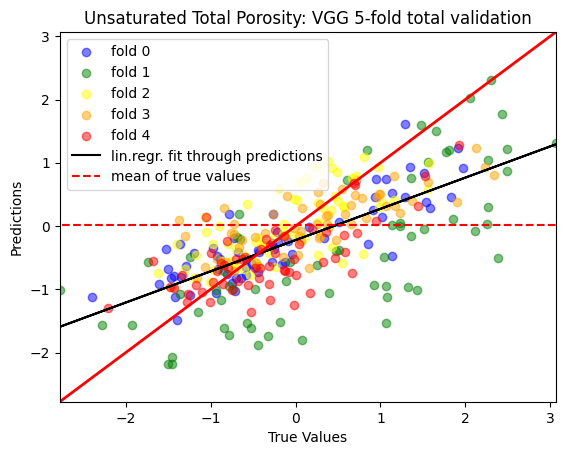 Unsaturated Total Porosity: VGG 5-fold total validation
fold 0
fold 1
fold 2
fold 3
fold 4
lin.regr. fit through predictions
mean of true values
Predictions
3
2
1
0
−1
−2
−2
−1
0
1
2
3
True Values